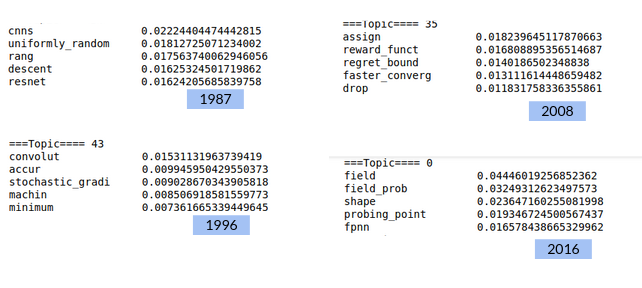 cnns 0.02224404474442815
uniformly_random 0.01812725071234002
rang 0.017563740062946056
descent 0.01625324501719862
resnet 0.01624205685839758
1987
===Topic==== 35
assign 0.018239645117870663
reward_funct 0.016808895356514687
regret_bound 0.0140186502348838
faster_converg 0.013111614448659482
drop 0.011831758336355861
2008
===Topic==== 43
convolut 0.01531131963739419
accur 0.009945950429550373
stochastic_gradi 0.009028670343905818
machin 0.008506918581559773
minimum 0.007361665339449645
1996
===Topic==== 0
field 0.04446019256852362
field_prob 0.03249312623497573
shape 0.023647160255081998
probing_point 0.019346724500567437
fpnn 0.016578438665329962
2016